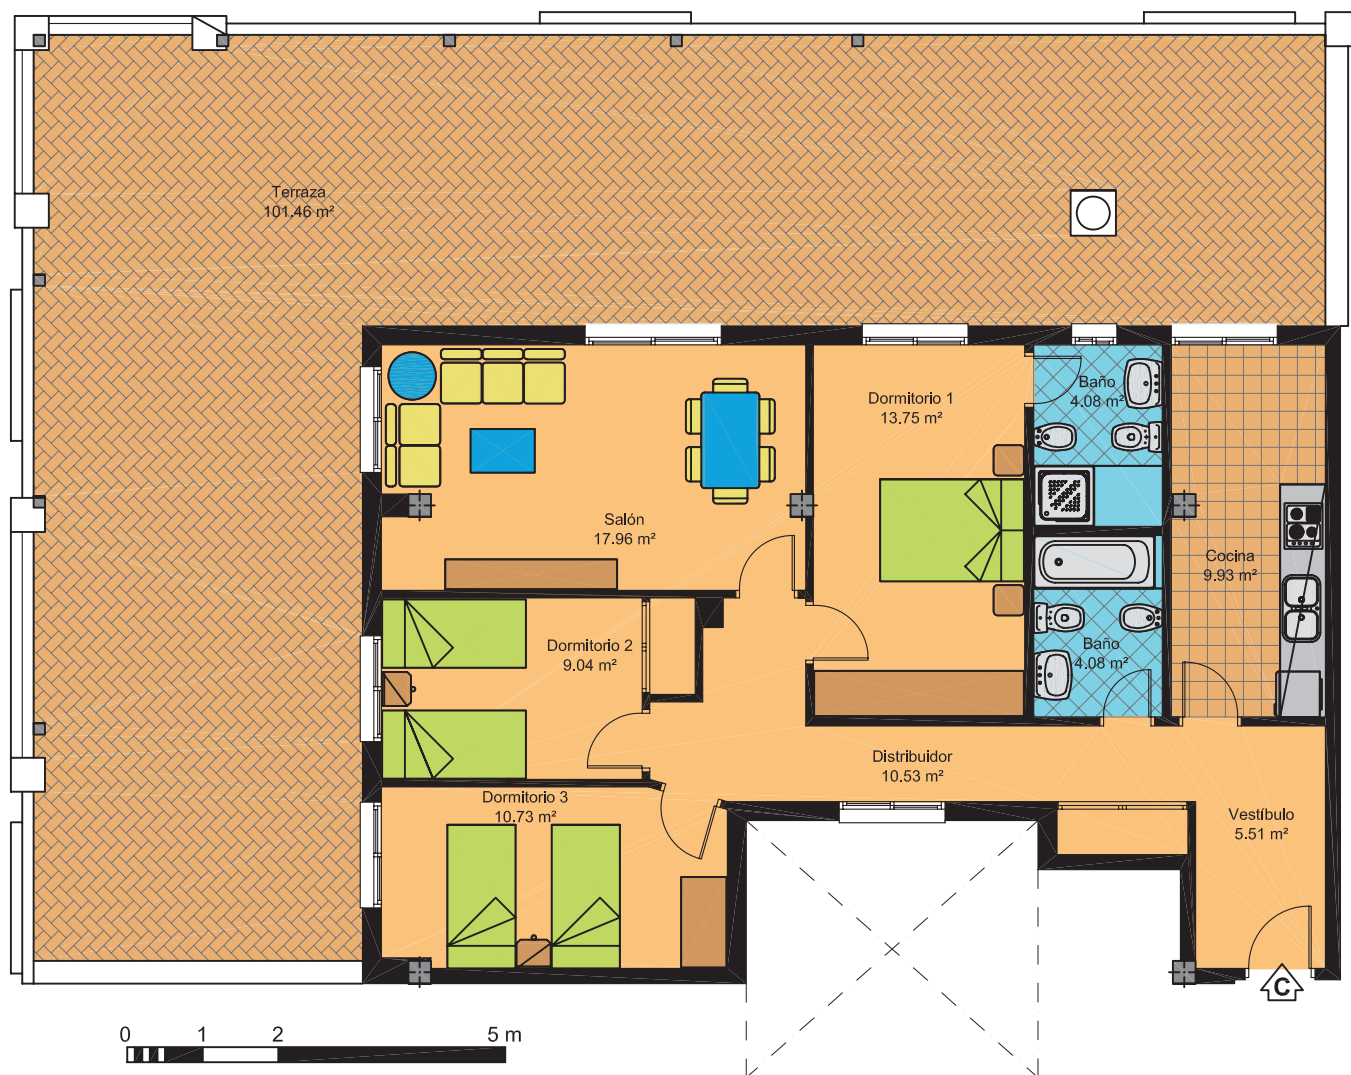 Terraza
101.46 m²
Dormitorio 1
13.75 m²
Baño
4.08 m²
Salón
17.96 m²
Cocina
9.93 m²
Dormitorio 2
9.04 m²
Baño
4.08 m²
Distribuidor
10.53 m²
Dormitorio 3
10.73 m²
Vestíbulo
5.51 m²
C
0 1 2 5 m